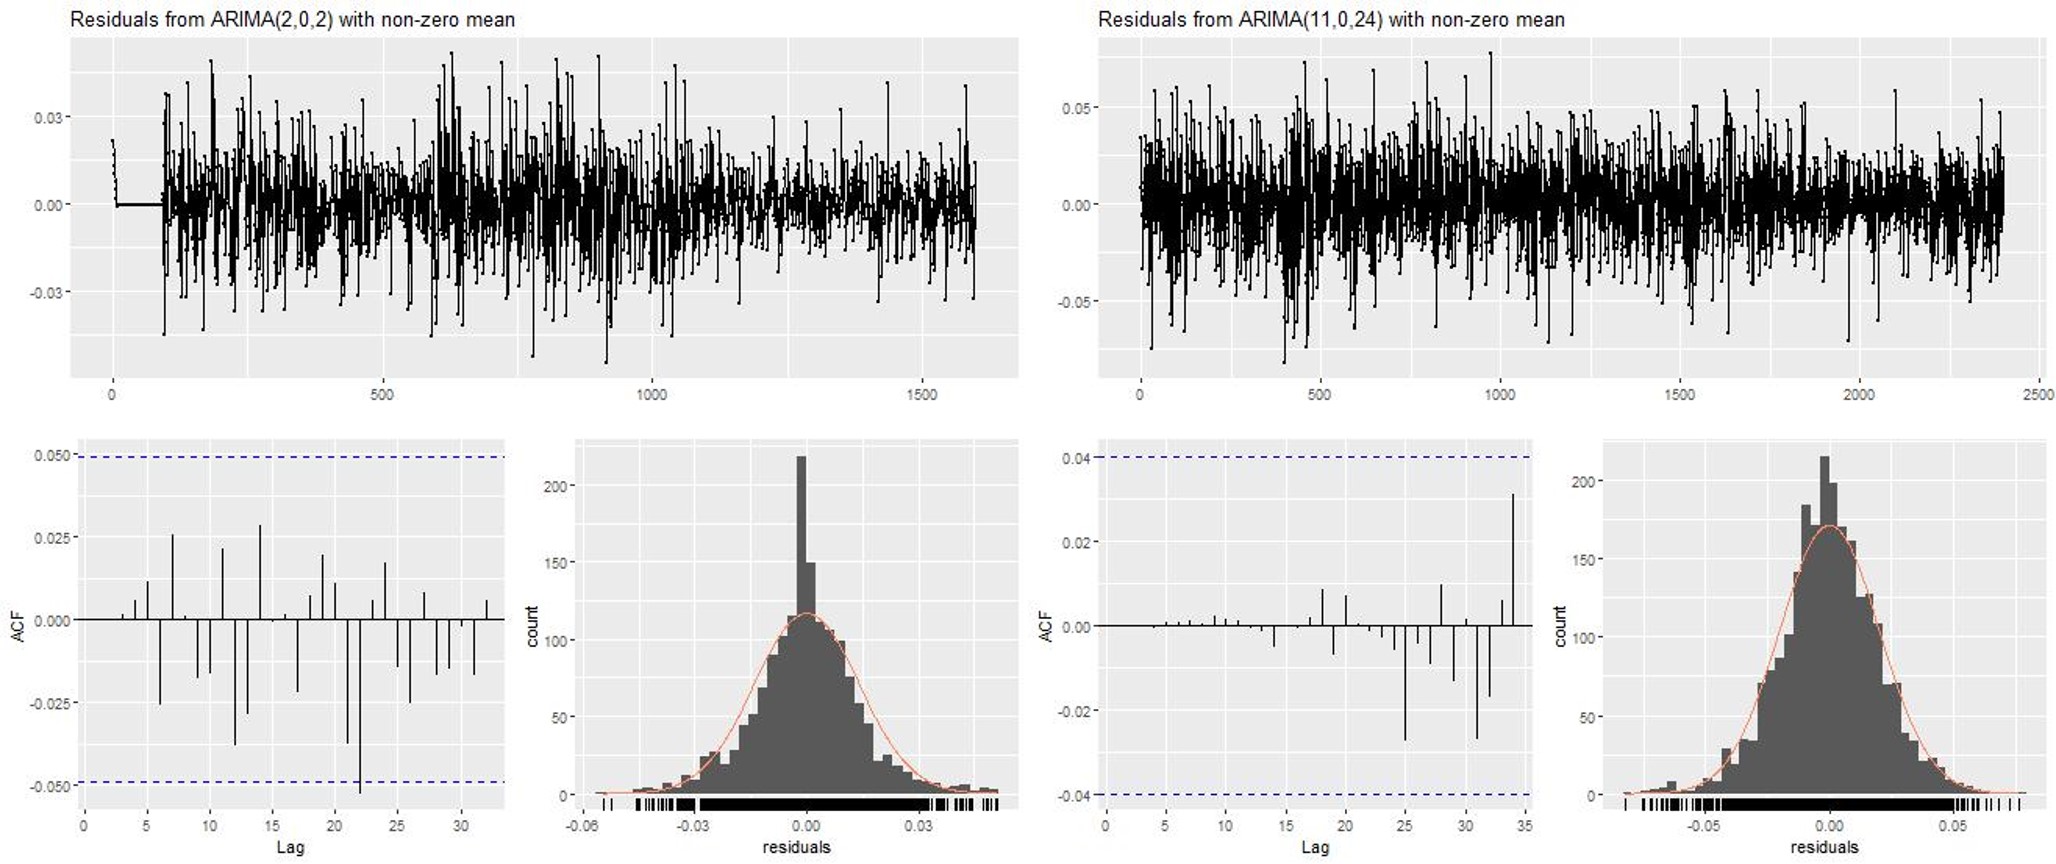 Residuals from ARIMA(2,0,2) with non-zero mean
0.03
0.00
-0.03
0 500 1000 1500
Residuals from ARIMA(11,0,24) with non-zero mean
0.05
0.00
-0.05
0 500 1000 1500 2000 2500
ACF
0.050
0.025
0.000
-0.025
-0.050
0 5 10 15 20 25 30
Lag
count
200
150
100
50
0
-0.06 -0.03 0.00 0.03
residuals
ACF
0.04
0.02
0.00
-0.02
-0.04
0 5 10 15 20 25 30 35
Lag
count
200
150
100
50
0
-0.05 0.00 0.05
residuals